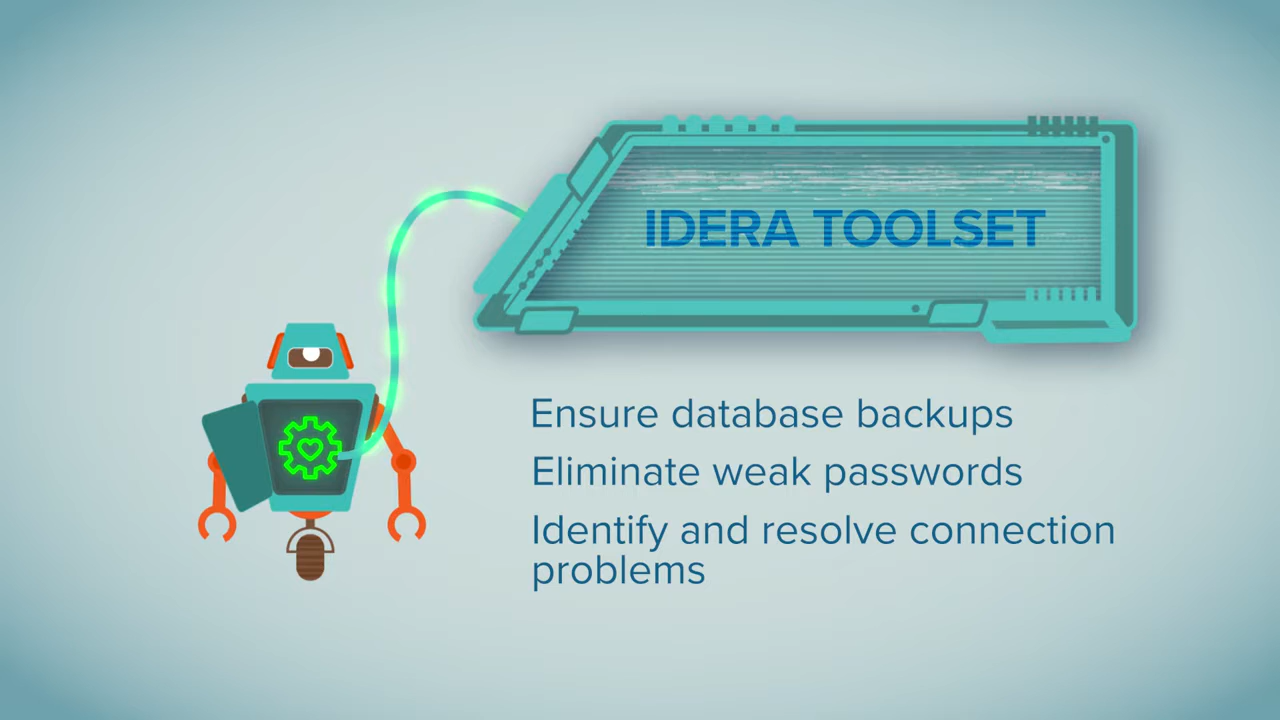 IDERA TOOLSET
Ensure database backups
Eliminate weak passwords
Identify and resolve connection
problems